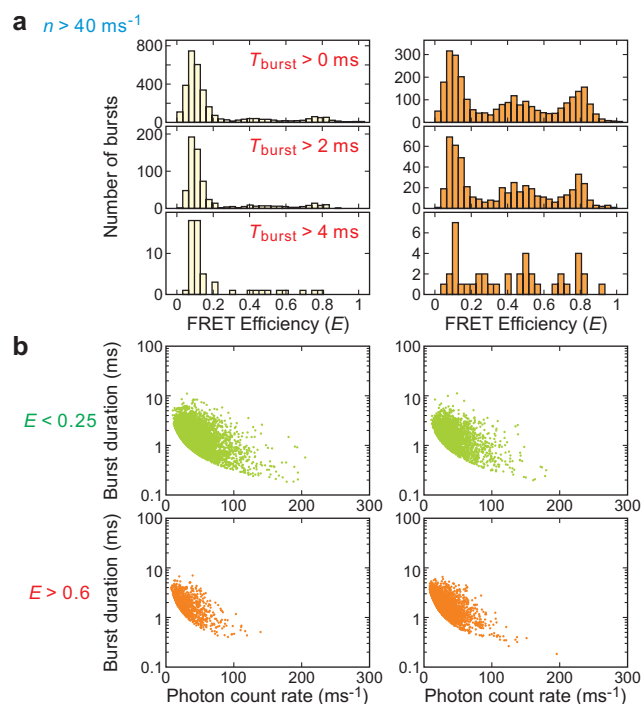 a
n > 40 ms⁻¹
Number of bursts
800
400
0
T_burst > 0 ms
300
200
100
0
200
100
0
T_burst > 2 ms
60
40
20
0
10
0
T_burst > 4 ms
6
4
2
0
0 0.2 0.4 0.6 0.8 1
0 0.2 0.4 0.6 0.8 1
FRET Efficiency (E)
FRET Efficiency (E)
b
E < 0.25
Burst duration (ms)
100
10
1
0.1
0 100 200 300
Burst duration (ms)
100
10
1
0.1
0 100 200 300
E > 0.6
Burst duration (ms)
100
10
1
0.1
0 100 200 300
Photon count rate (ms⁻¹)
Burst duration (ms)
100
10
1
0.1
0 100 200 300
Photon count rate (ms⁻¹)